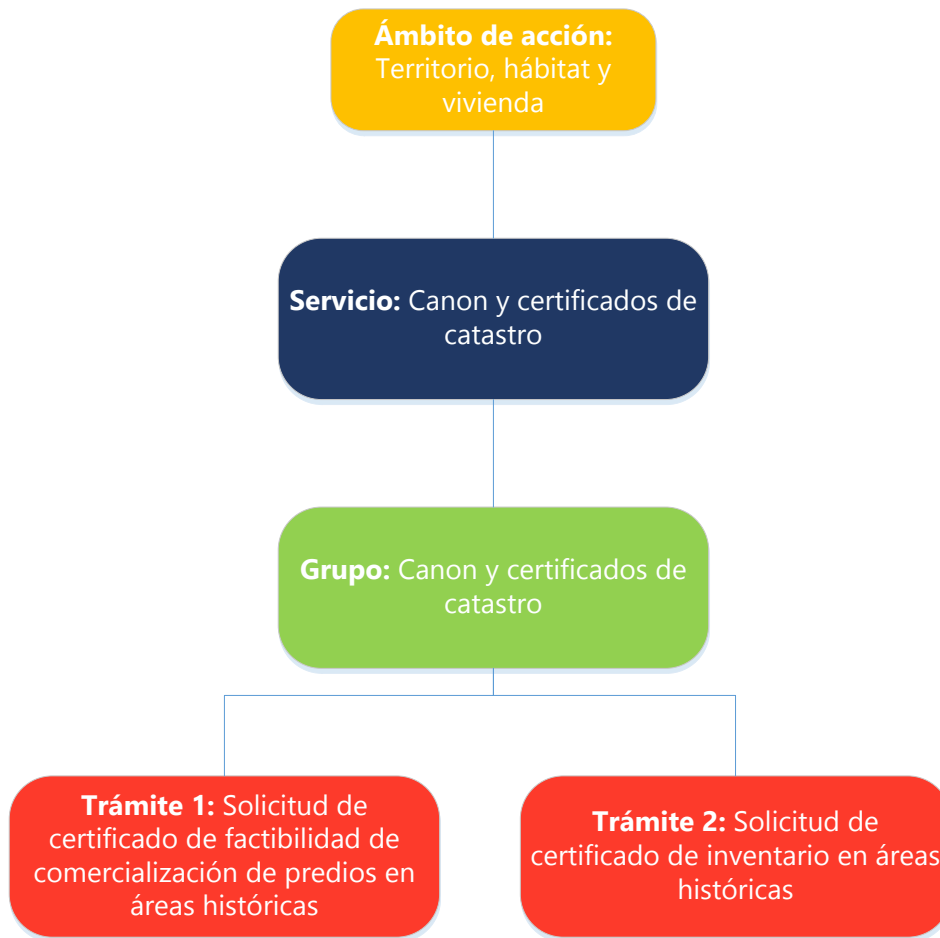 Ámbito de acción:
Territorio, hábitat y
vivienda
Servicio: Canon y certificados de
catastro
Grupo: Canon y certificados de
catastro
Trámite 1: Solicitud de
certificado de factibilidad de
comercialización de predios en
áreas históricas
Trámite 2: Solicitud de
certificado de inventario en áreas
históricas